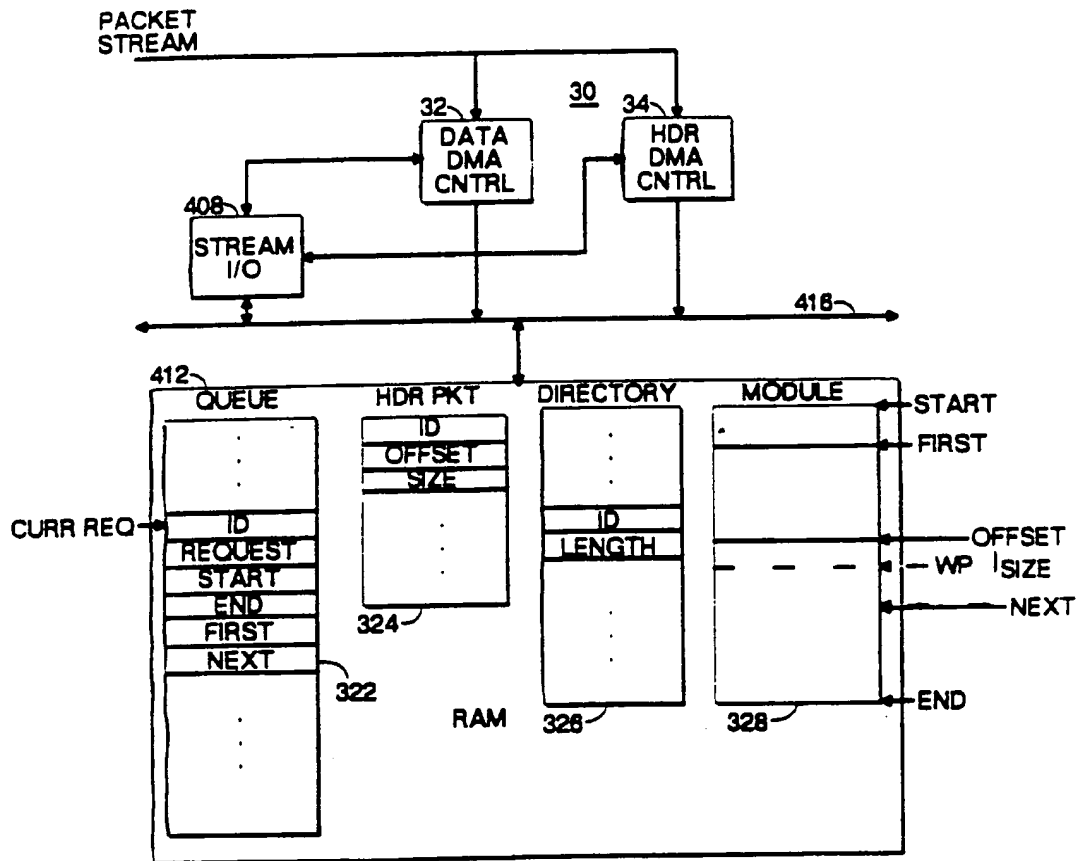 PACKET
STREAM
30
32
DATA
DMA
CNTRL
34
HDR
DMA
CNTRL
408
STREAM
I/O
416
412
QUEUE
HDR PKT
DIRECTORY
MODULE
START
ID
OFFSET
SIZE
FIRST
CURR REQ
ID
REQUEST
START
END
FIRST
NEXT
322
324
ID
LENGTH
326
OFFSET
WP
SIZE
NEXT
END
328
RAM